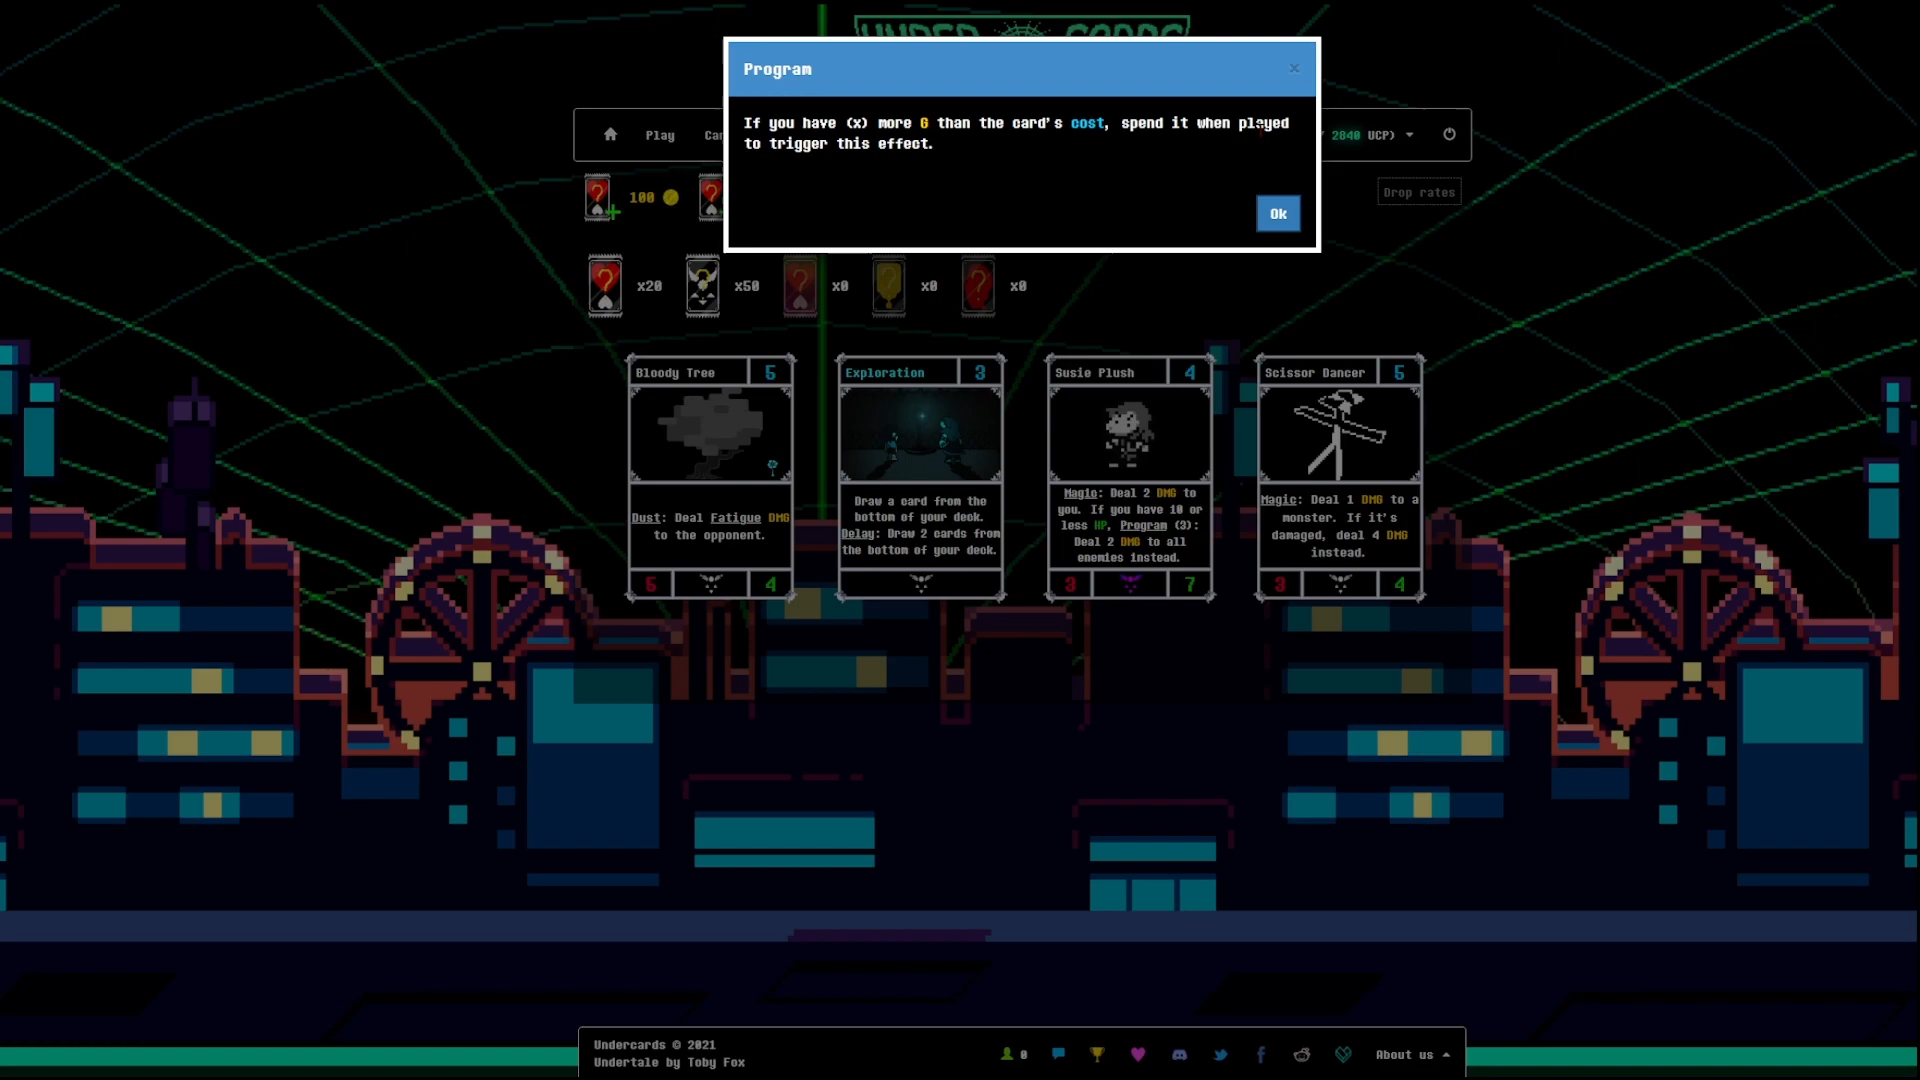 UNDER CARDS
Program
×
If you have (x) more G than the card's cost, spend it when played
to trigger this effect.
Ok
Play
2840 UCP)
100
Drop rates
x20
x50
x0
x0
x0
Bloody Tree 5
Dust: Deal Fatigue DMG
to the opponent.
5 4
Exploration 3
Draw a card from the
bottom of your deck.
Delay: Draw 2 cards from
the bottom of your deck.
Susie Plush 4
Magic: Deal 2 DMG to
you. If you have 10 or
less HP, Program (3):
Deal 2 DMG to all
enemies instead.
3 7
Scissor Dancer 5
Magic: Deal 1 DMG to a
monster. If it's
damaged, deal 4 DMG
instead.
3 4
Undercards © 2021
Undertale by Toby Fox
0
About us